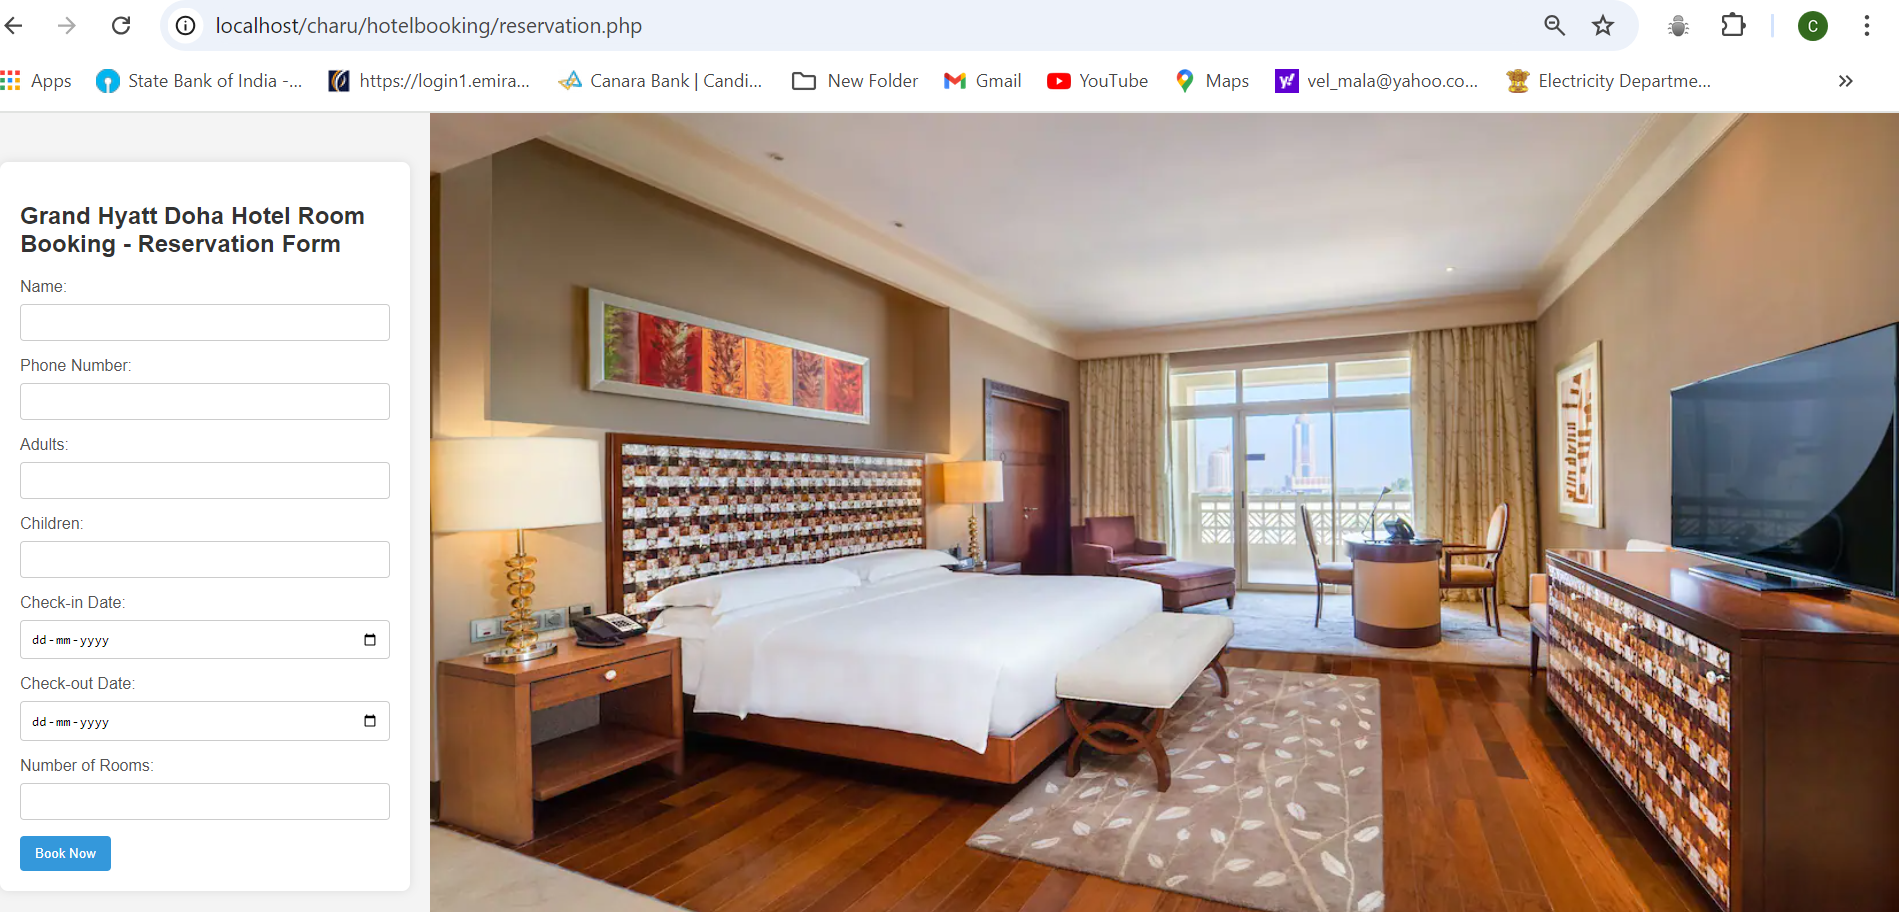 localhost/charu/hotelbooking/reservation.php
C
Apps
State Bank of India -...
https://login1.emira...
Canara Bank | Candi...
New Folder
Gmail
YouTube
Maps
vel_mala@yahoo.co...
Electricity Departme...
Grand Hyatt Doha Hotel Room
Booking - Reservation Form
Name:
Phone Number:
Adults:
Children:
Check-in Date:
dd-mm-yyyy
Check-out Date:
dd-mm-yyyy
Number of Rooms:
Book Now